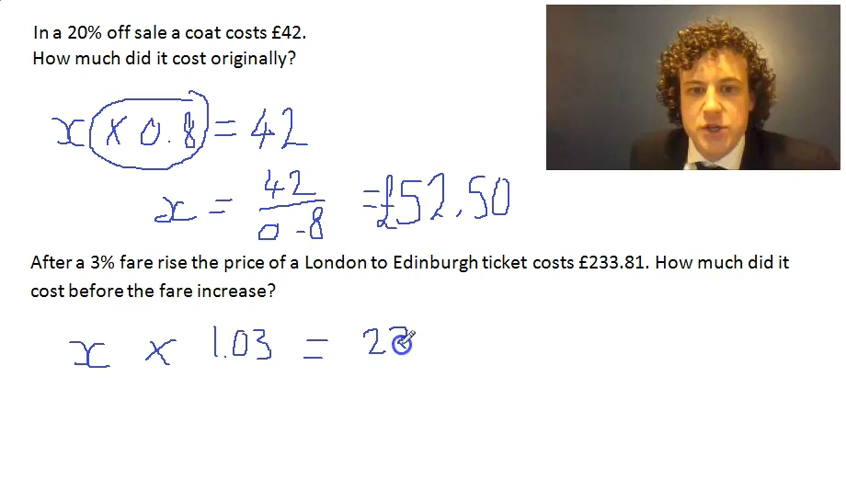 In a 20% off sale a coat costs £42.
How much did it cost originally?
x × 0.8 = 42
x = 42 / 0.8 = £52.50
After a 3% fare rise the price of a London to Edinburgh ticket costs £233.81. How much did it
cost before the fare increase?
x × 1.03 = 23